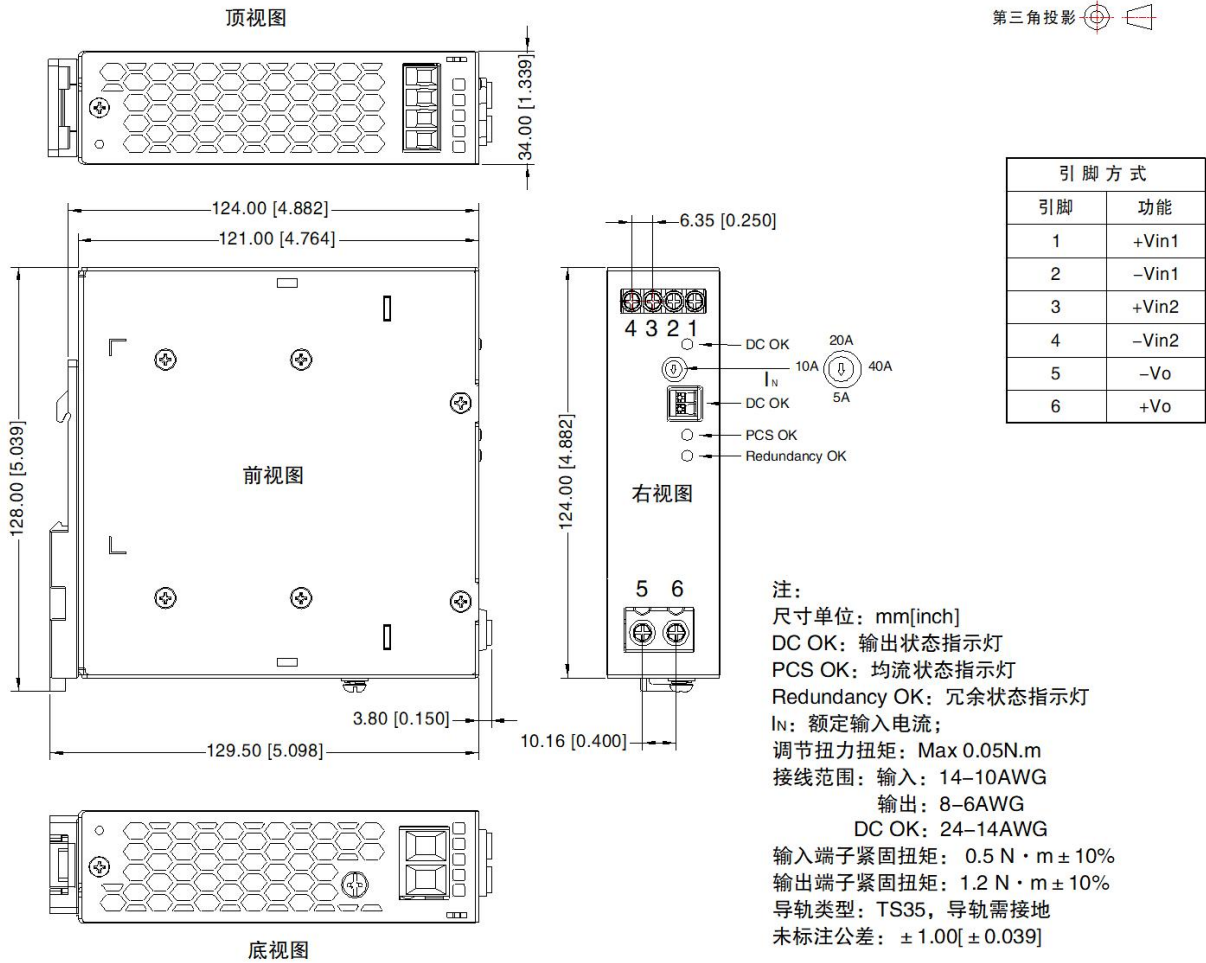 顶视图
第三角投影
34.00 [1.339]
124.00 [4.882]
121.00 [4.764]
128.00 [5.039]
前视图
3.80 [0.150]
129.50 [5.098]
底视图
6.35 [0.250]
124.00 [4.882]
4 3 2 1
DC OK
IN
20A
10A
40A
5A
DC OK
PCS OK
Redundancy OK
右视图
5 6
10.16 [0.400]
引 脚 方 式
引脚 功能
1 +Vin1
2 −Vin1
3 +Vin2
4 −Vin2
5 −Vo
6 +Vo
注：
尺寸单位：mm[inch]
DC OK：输出状态指示灯
PCS OK：均流状态指示灯
Redundancy OK：冗余状态指示灯
IN：额定输入电流；
调节扭力扭矩：Max 0.05N.m
接线范围：输入：14−10AWG
输出：8−6AWG
DC OK：24−14AWG
输入端子紧固扭矩： 0.5 N · m ± 10%
输出端子紧固扭矩：1.2 N · m ± 10%
导轨类型：TS35，导轨需接地
未标注公差：± 1.00[ ± 0.039]